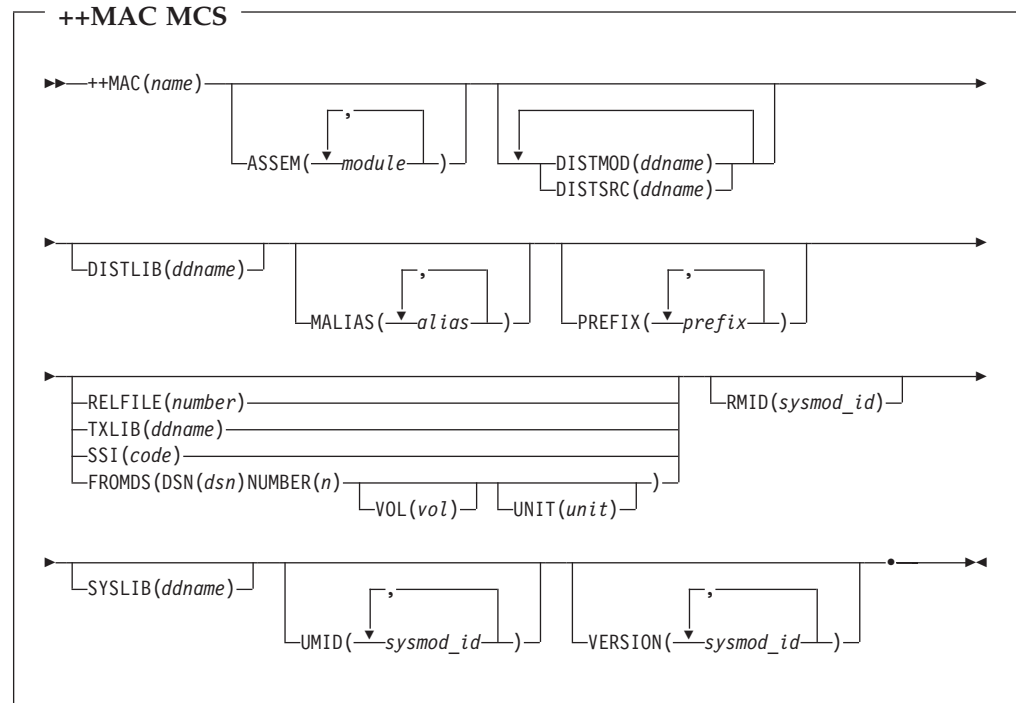 ++MAC MCS
++MAC(name)
,
ASSEM( module )
DISTMOD(ddname)
DISTSRC(ddname)
DISTLIB(ddname)
,
MALIAS( alias )
,
PREFIX( prefix )
RELFILE(number)
TXLIB(ddname)
SSI(code)
FROMDS(DSN(dsn)NUMBER(n) )
VOL(vol) UNIT(unit)
RMID(sysmod_id)
SYSLIB(ddname)
,
UMID( sysmod_id )
,
VERSION( sysmod_id )
.